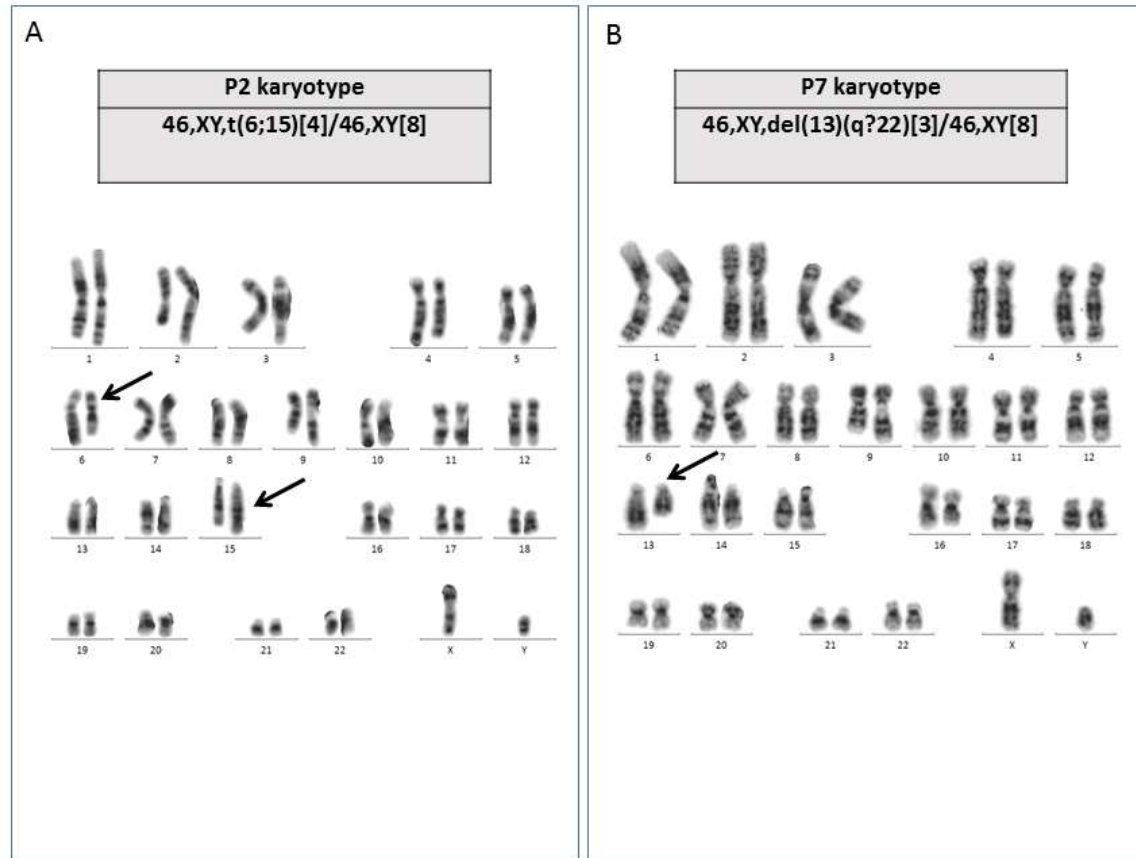 A
P2 karyotype
46,XY,t(6;15)[4]/46,XY[8]
1 2 3 4 5
6 7 8 9 10 11 12
13 14 15 16 17 18
19 20 21 22 X Y
B
P7 karyotype
46,XY,del(13)(q?22)[3]/46,XY[8]
1 2 3 4 5
6 7 8 9 10 11 12
13 14 15 16 17 18
19 20 21 22 X Y